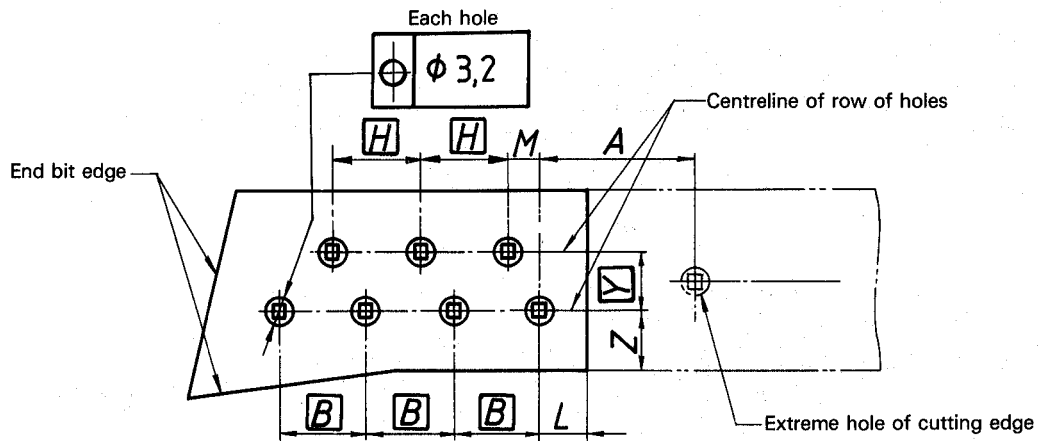 Each hole
⌖ ϕ 3,2
Centreline of row of holes
H H M A
End bit edge
Y
Z
B B B L
Extreme hole of cutting edge